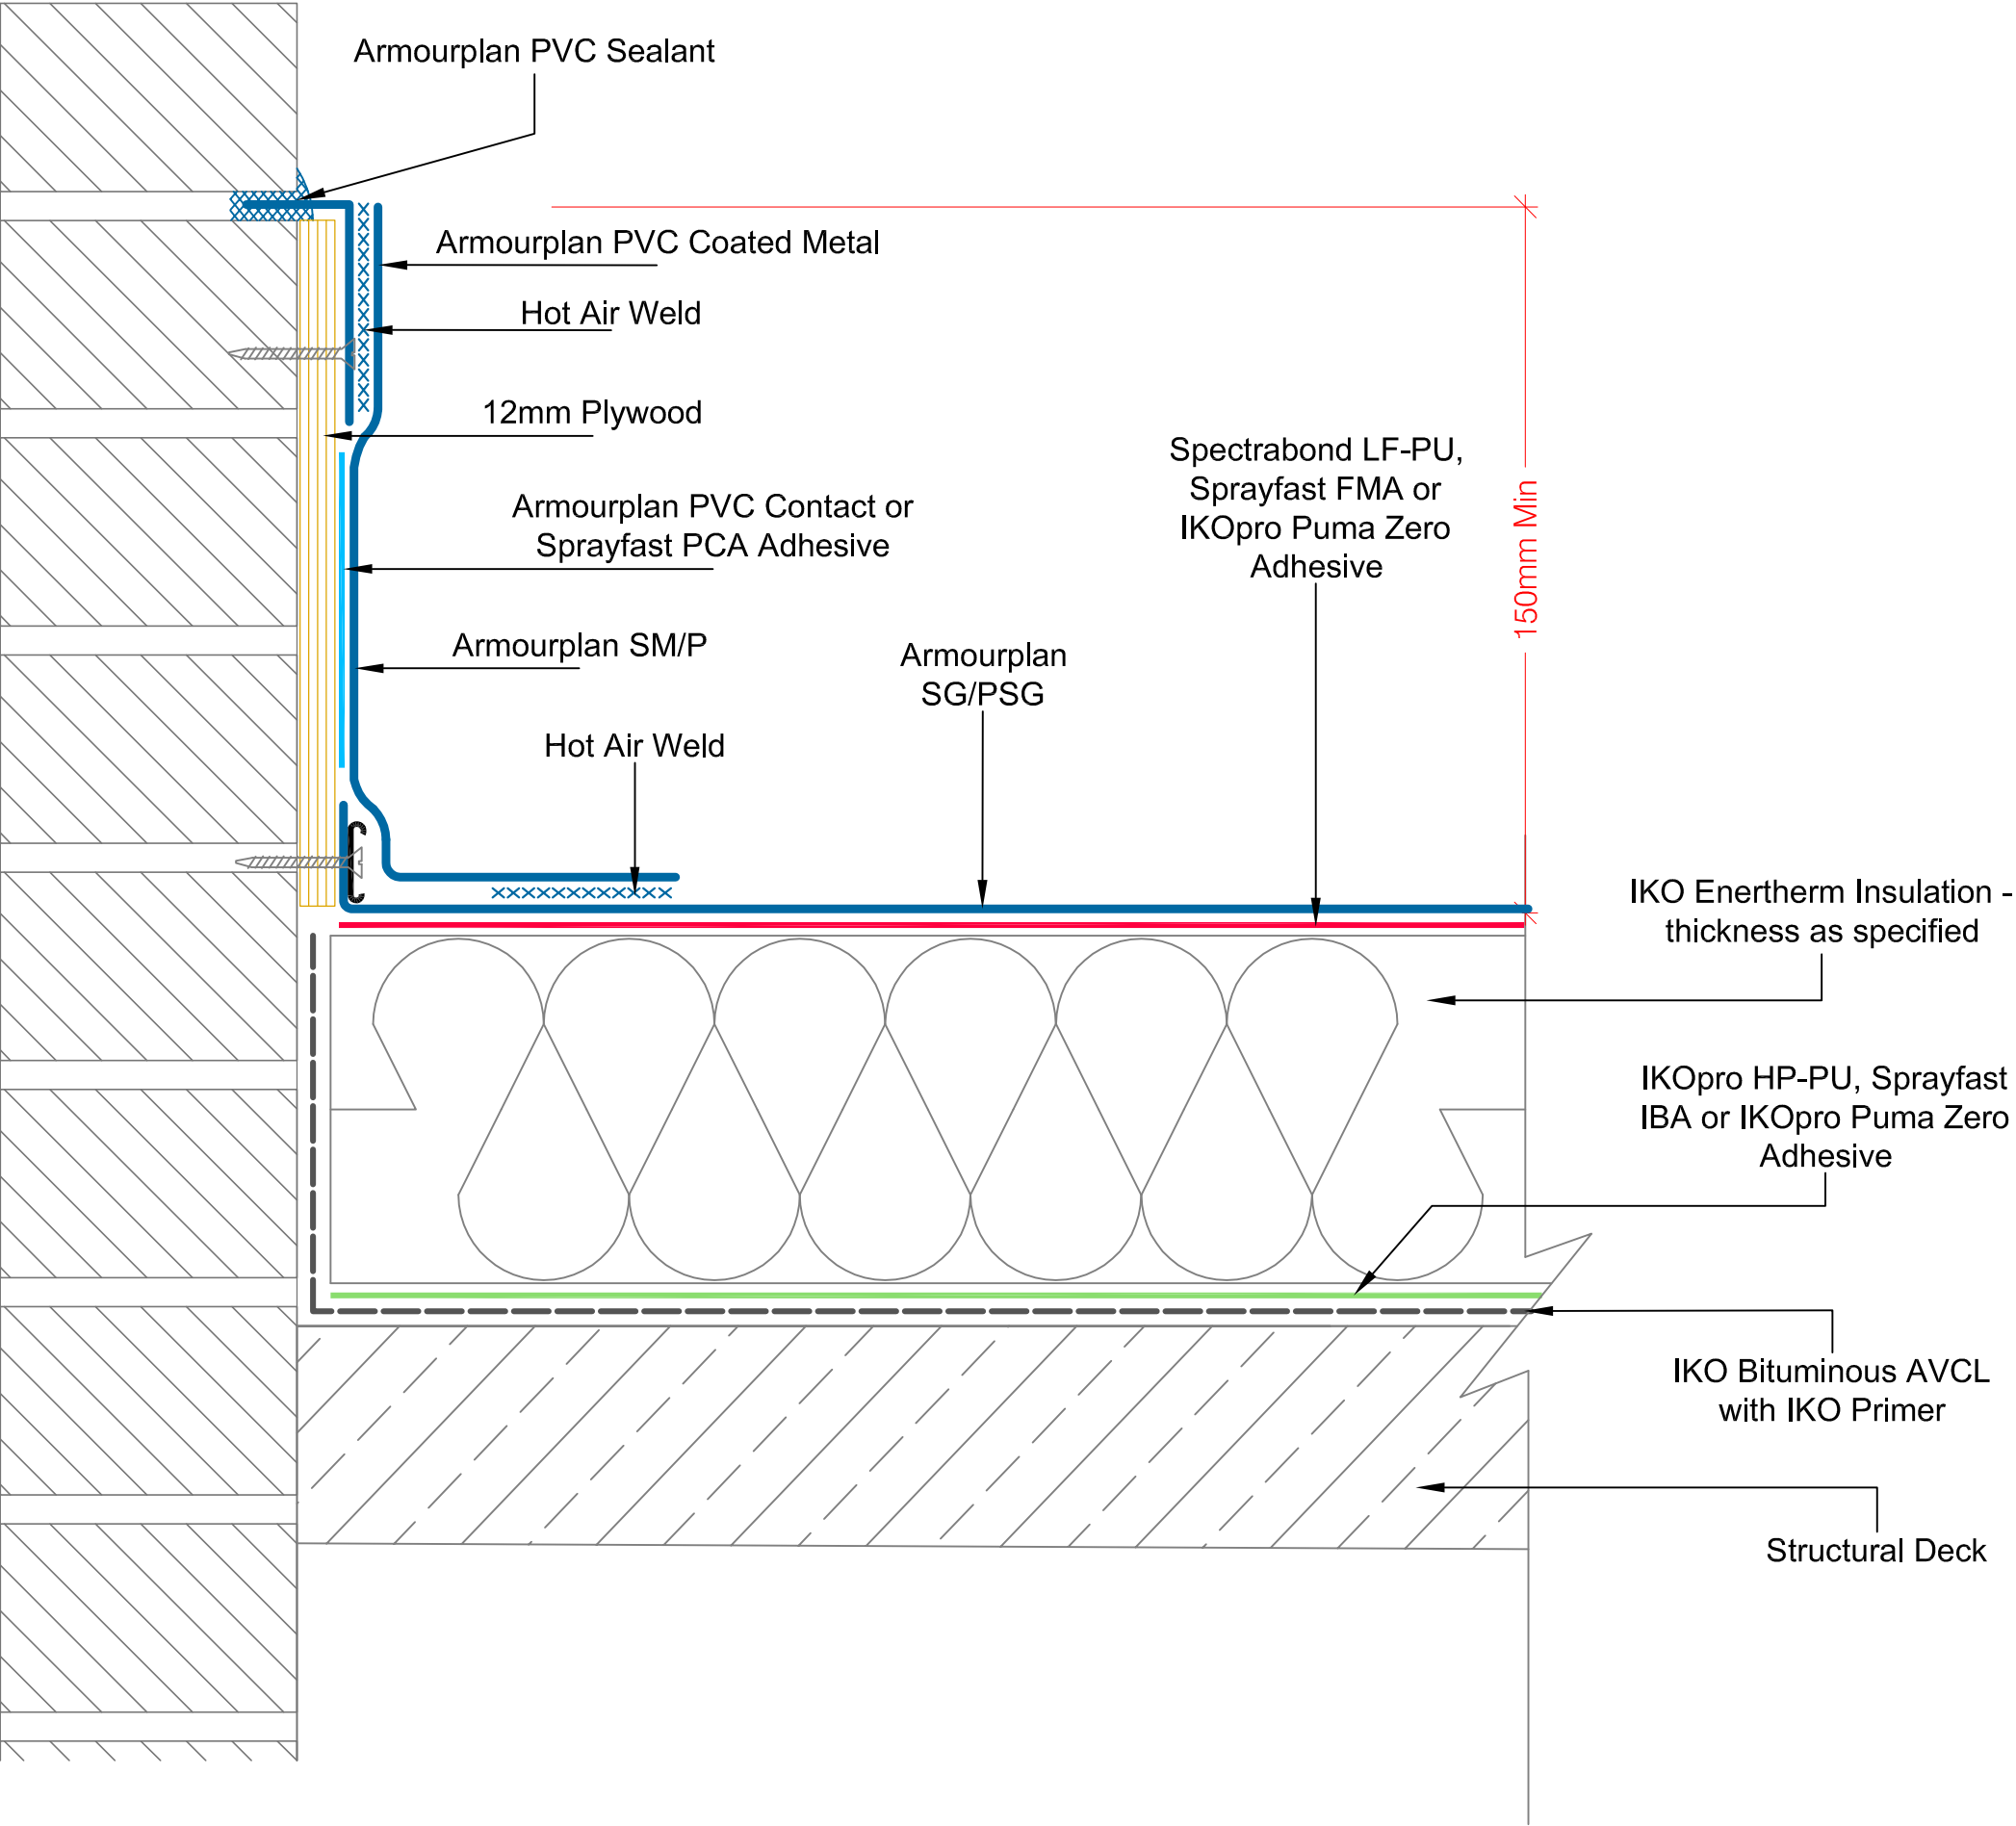 Armourplan PVC Sealant
Armourplan PVC Coated Metal
Hot Air Weld
12mm Plywood
Armourplan PVC Contact or
Sprayfast PCA Adhesive
Armourplan SM/P
Hot Air Weld
Armourplan
SG/PSG
Spectrabond LF-PU,
Sprayfast FMA or
IKOpro Puma Zero
Adhesive
150mm Min
IKO Enertherm Insulation -
thickness as specified
IKOpro HP-PU, Sprayfast
IBA or IKOpro Puma Zero
Adhesive
IKO Bituminous AVCL
with IKO Primer
Structural Deck